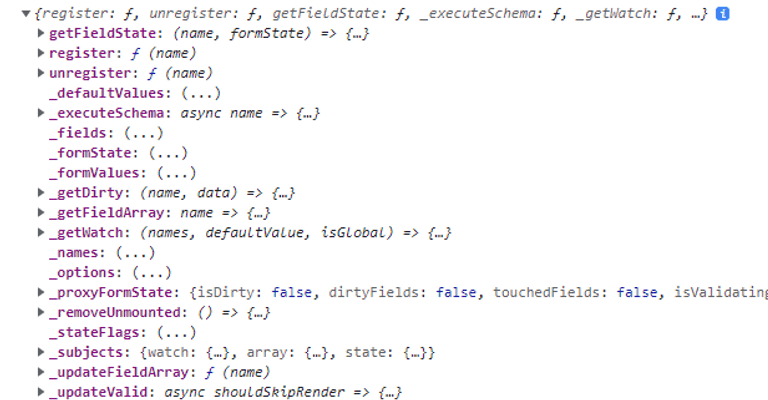 ▼{register: ƒ, unregister: ƒ, getFieldState: ƒ, _executeSchema: ƒ, _getWatch: ƒ, …} i
▶getFieldState: (name, formState) => {…}
▶register: ƒ (name)
▶unregister: ƒ (name)
_defaultValues: (...)
▶_executeSchema: async name => {…}
_fields: (...)
_formState: (...)
_formValues: (...)
▶_getDirty: (name, data) => {…}
▶_getFieldArray: name => {…}
▶_getWatch: (names, defaultValue, isGlobal) => {…}
_names: (...)
_options: (...)
▶_proxyFormState: {isDirty: false, dirtyFields: false, touchedFields: false, isValidating
▶_removeUnmounted: () => {…}
_stateFlags: (...)
▶_subjects: {watch: {…}, array: {…}, state: {…}}
▶_updateFieldArray: ƒ (name)
▶_updateValid: async shouldSkipRender => {…}